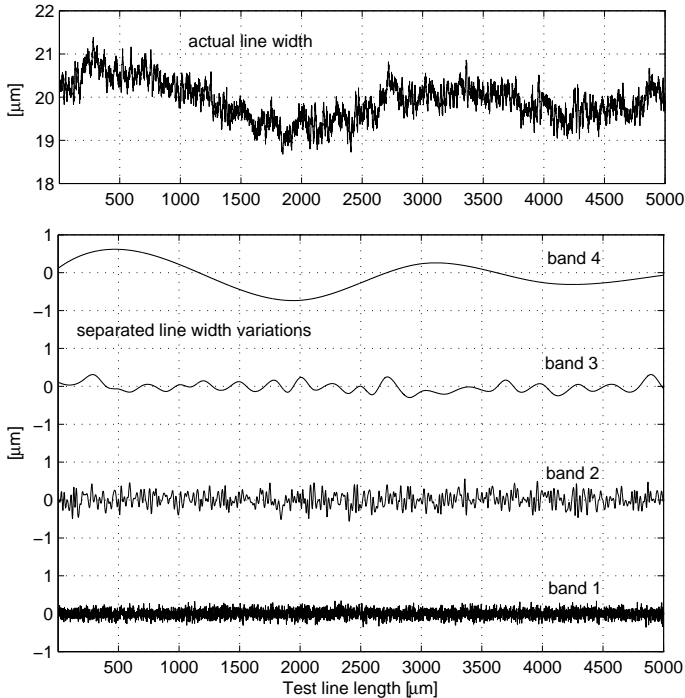 22
21
20
19
18
[μm]
actual line width
500 1000 1500 2000 2500 3000 3500 4000 4500 5000
1
0
−1
1
0
−1
1
0
−1
1
0
−1
[μm]
band 4
separated line width variations
band 3
band 2
band 1
500 1000 1500 2000 2500 3000 3500 4000 4500 5000
Test line length [μm]